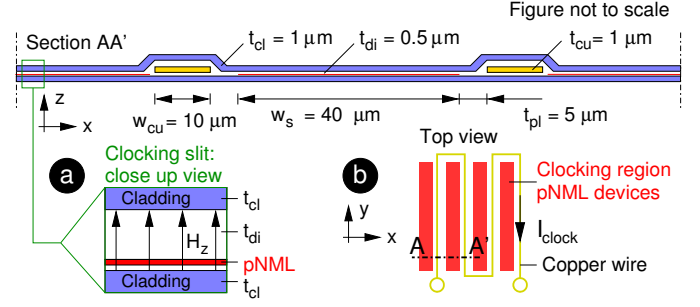 Figure not to scale
Section AA'
t_cl = 1 μm
t_di = 0.5 μm
t_cu = 1 μm
z
x
w_cu = 10 μm
w_s = 40 μm
t_pl = 5 μm
a
Clocking slit:
close up view
Cladding
t_cl
H_z
t_di
pNML
Cladding
t_cl
Top view
b
Clocking region
pNML devices
y
x
A
A'
I_clock
Copper wire